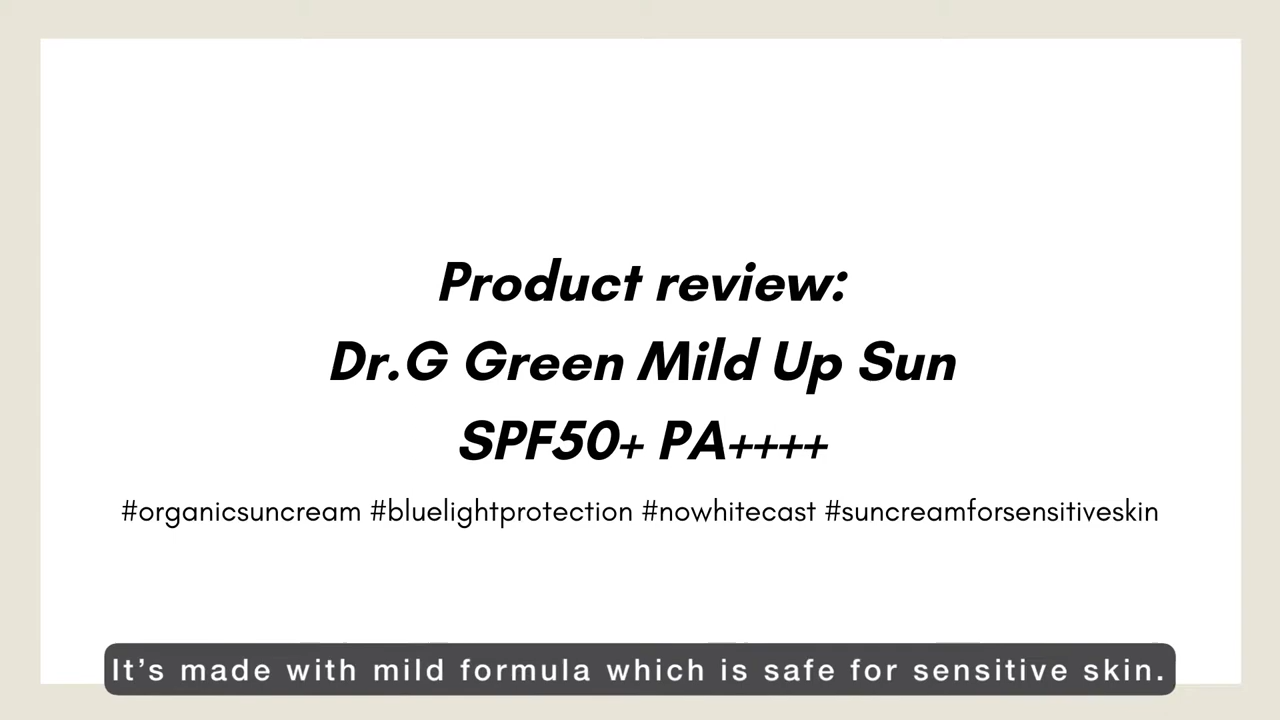 Product review:
Dr.G Green Mild Up Sun
SPF50+ PA++++
#organicsuncream #bluelightprotection #nowhitecast #suncreamforsensitiveskin
It’s made with mild formula which is safe for sensitive skin.